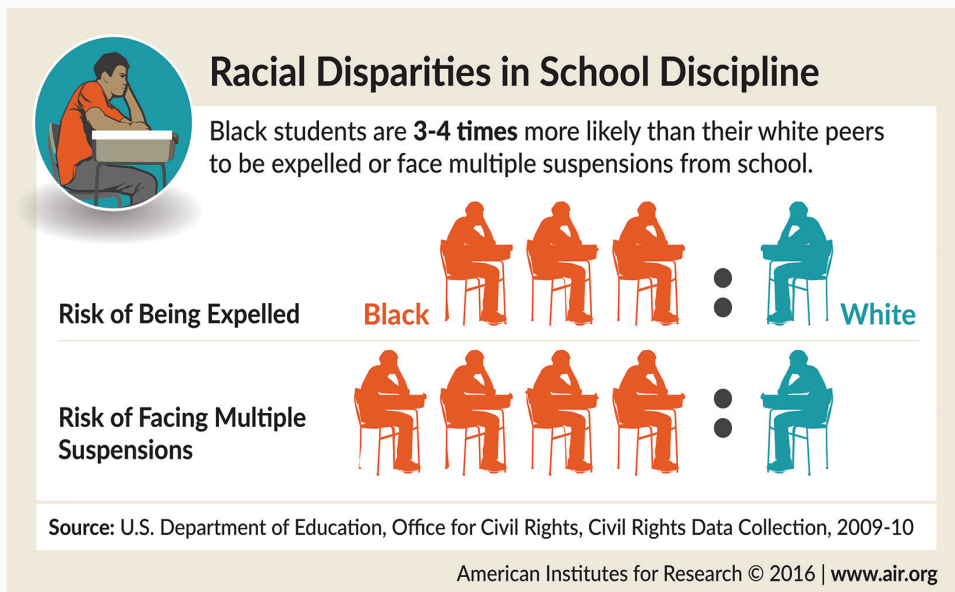 Racial Disparities in School Discipline
Black students are 3-4 times more likely than their white peers
to be expelled or face multiple suspensions from school.
Risk of Being Expelled
Black
:
White
Risk of Facing Multiple
Suspensions
:
Source: U.S. Department of Education, Office for Civil Rights, Civil Rights Data Collection, 2009-10
American Institutes for Research © 2016 | www.air.org